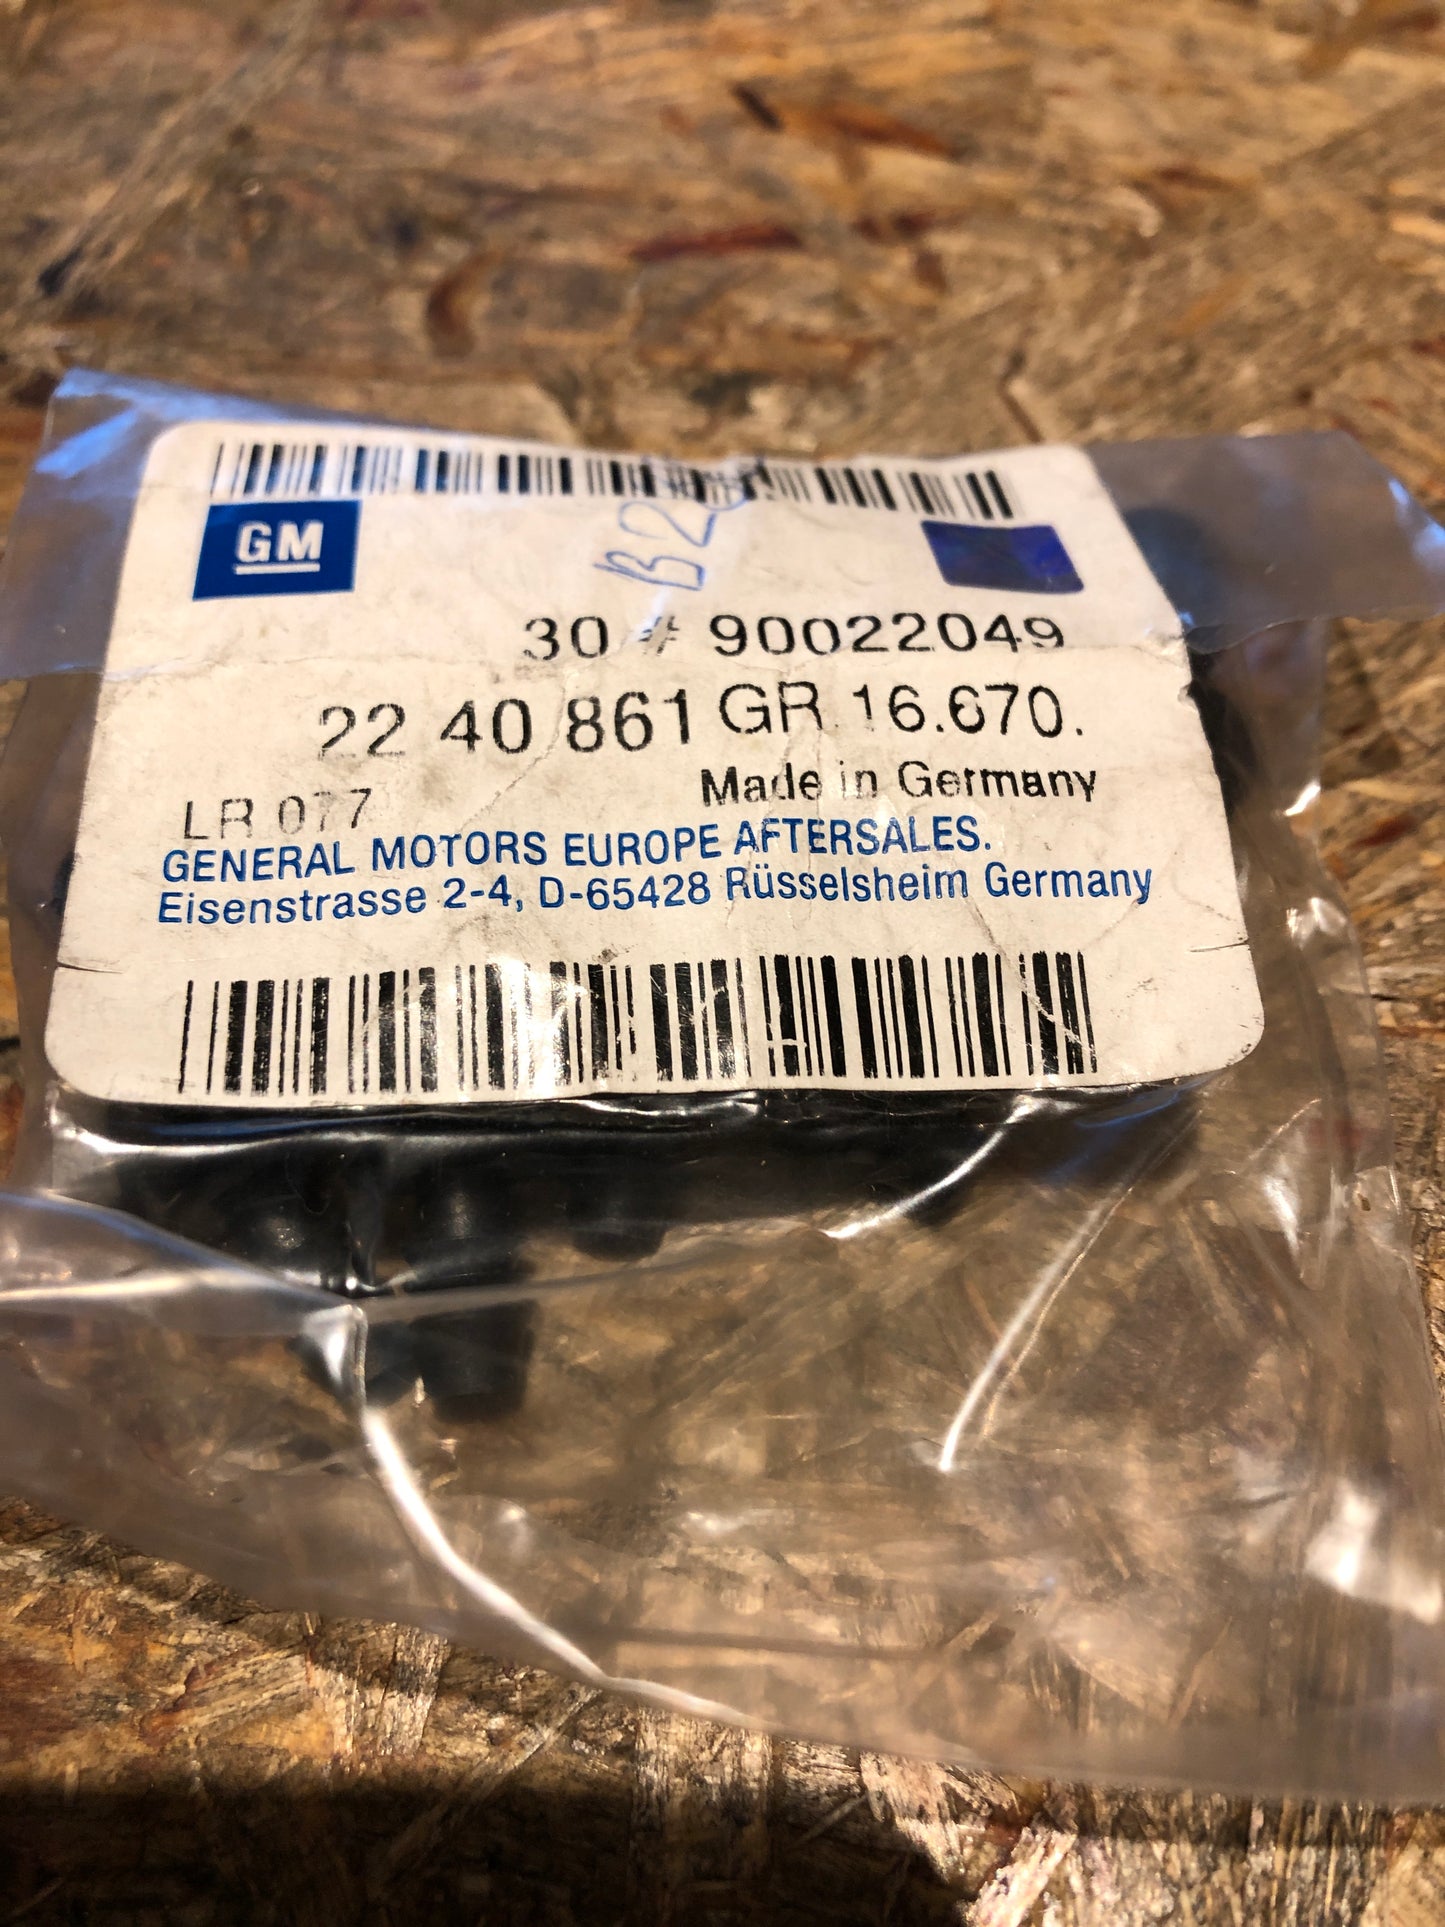 GM
30 # 90022049
22 40 861 GR 16.670.
Made in Germany
LR 077
GENERAL MOTORS EUROPE AFTERSALES.
Eisenstrasse 2-4, D-65428 Rüsselsheim Germany